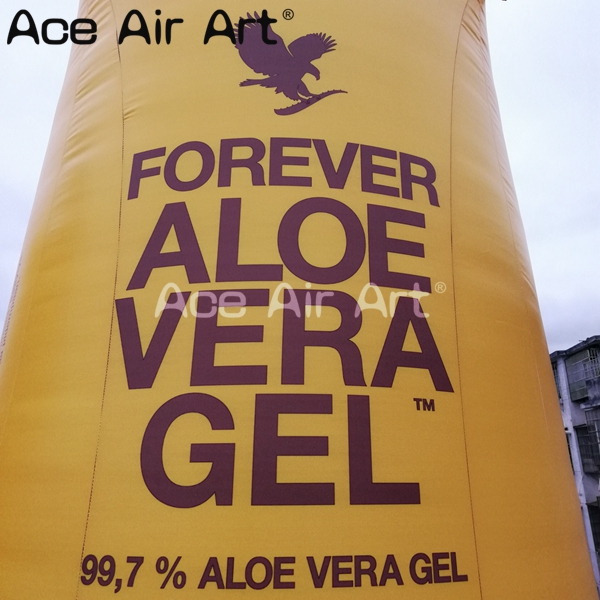 Ace Air Art®
FOREVER
ALOE
Ace Air Art®
VERA
GEL™
99,7 % ALOE VERA GEL